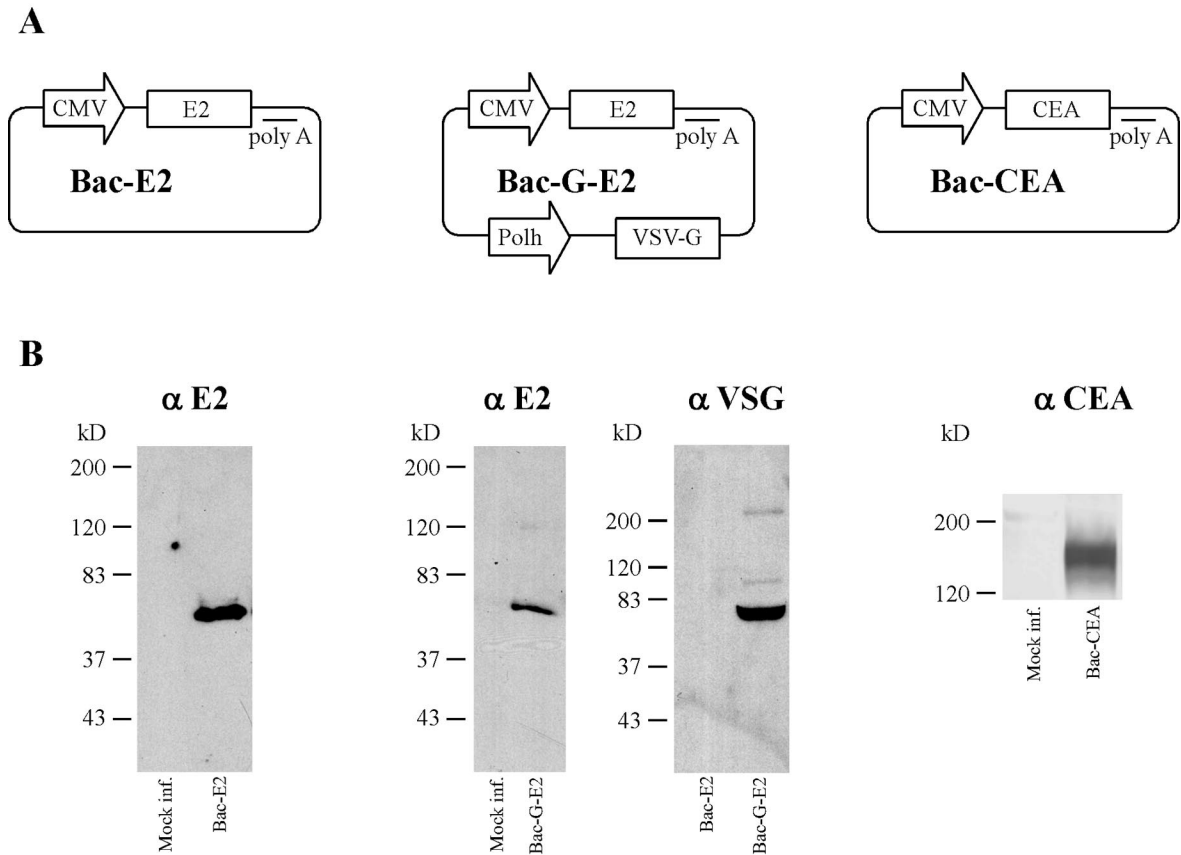 A
CMV E2 poly A
Bac-E2
CMV E2 poly A
Bac-G-E2
Polh VSV-G
CMV CEA poly A
Bac-CEA
B
α E2
kD
200
120
83
37
43
Mock inf.
Bac-E2
α E2
kD
200
120
83
37
43
Mock inf.
Bac-G-E2
α VSG
200
120
83
37
43
Bac-E2
Bac-G-E2
α CEA
kD
200
120
Mock inf.
Bac-CEA